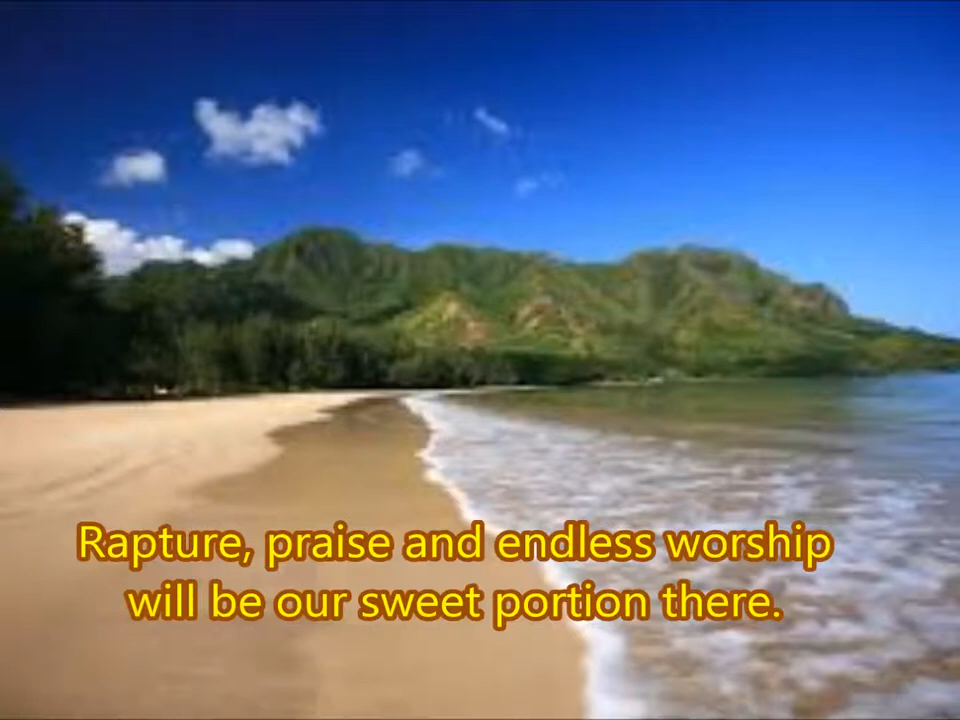 Rapture, praise and endless worship
will be our sweet portion there.